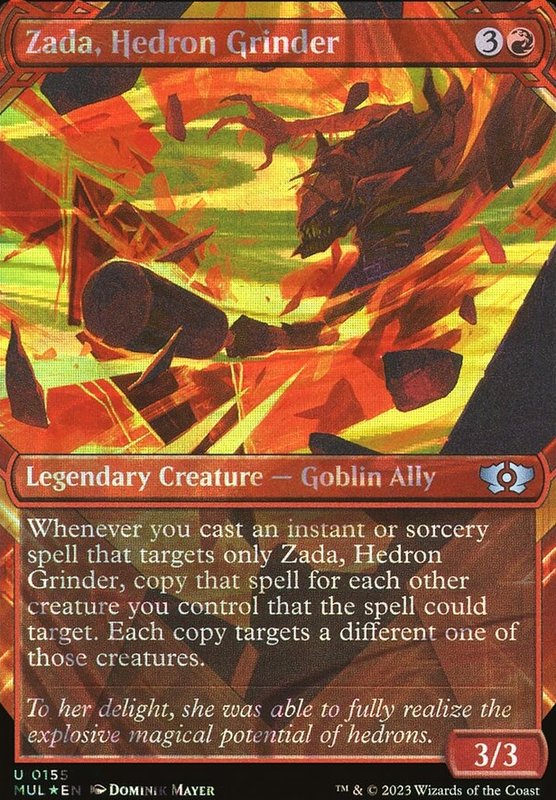 Zada, Hedron Grinder 3
Legendary Creature — Goblin Ally
Whenever you cast an instant or sorcery
spell that targets only Zada, Hedron
Grinder, copy that spell for each other
creature you control that the spell could
target. Each copy targets a different one of
those creatures.
To her delight, she was able to fully realize the
explosive magical potential of hedrons.
3/3
U 0155
MUL ★ EN Dominik Mayer ™ & © 2023 Wizards of the Coast